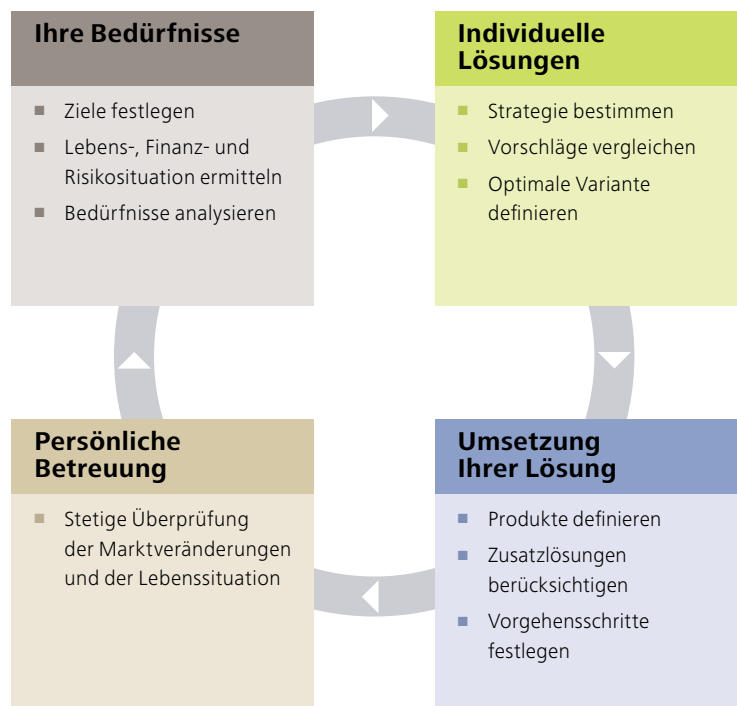 Ihre Bedürfnisse
Ziele festlegen
Lebens-, Finanz- und
Risikosituation ermitteln
Bedürfnisse analysieren
Individuelle
Lösungen
Strategie bestimmen
Vorschläge vergleichen
Optimale Variante
definieren
Persönliche
Betreuung
Stetige Überprüfung
der Marktveränderungen
und der Lebenssituation
Umsetzung
Ihrer Lösung
Produkte definieren
Zusatzlösungen
berücksichtigen
Vorgehensschritte
festlegen